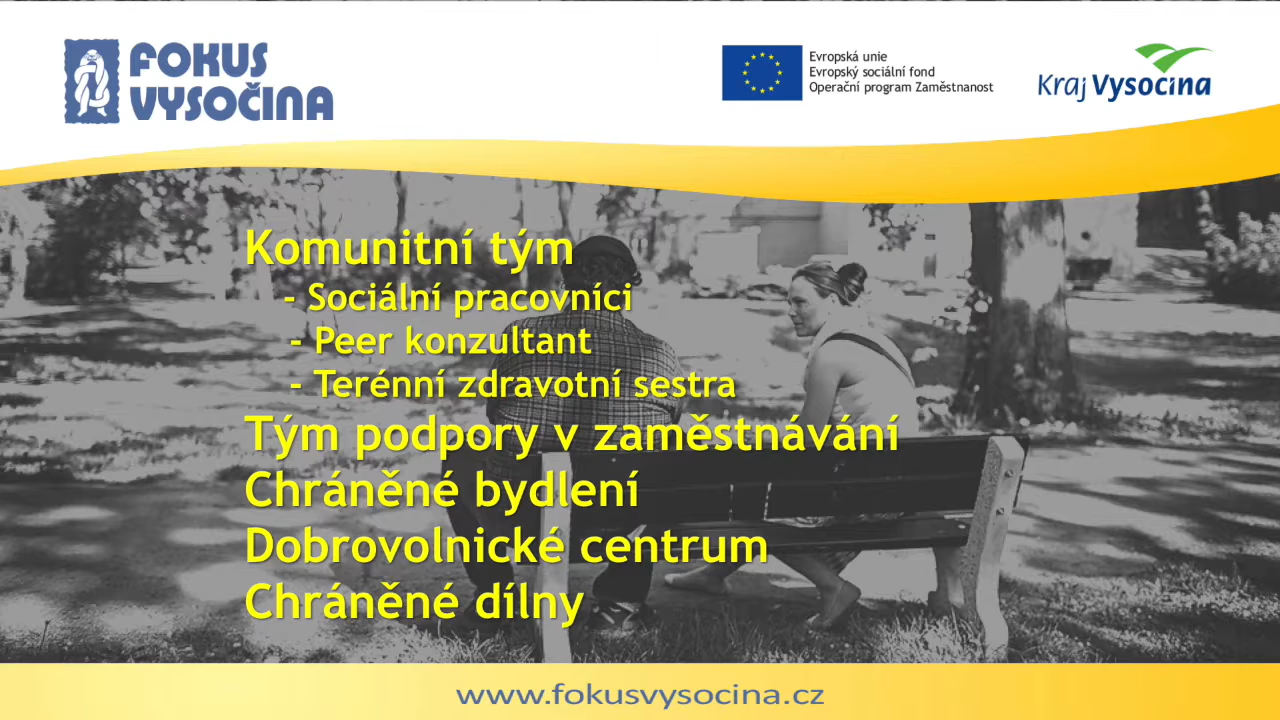 FOKUS
VYSOČINA
Evropská unie
Evropský sociální fond
Operační program Zaměstnanost
Kraj Vysočina
Komunitní tým
- Sociální pracovníci
- Peer konzultant
- Terénní zdravotní sestra
Tým podpory v zaměstnávání
Chráněné bydlení
Dobrovolnické centrum
Chráněné dílny
www.fokusvysocina.cz